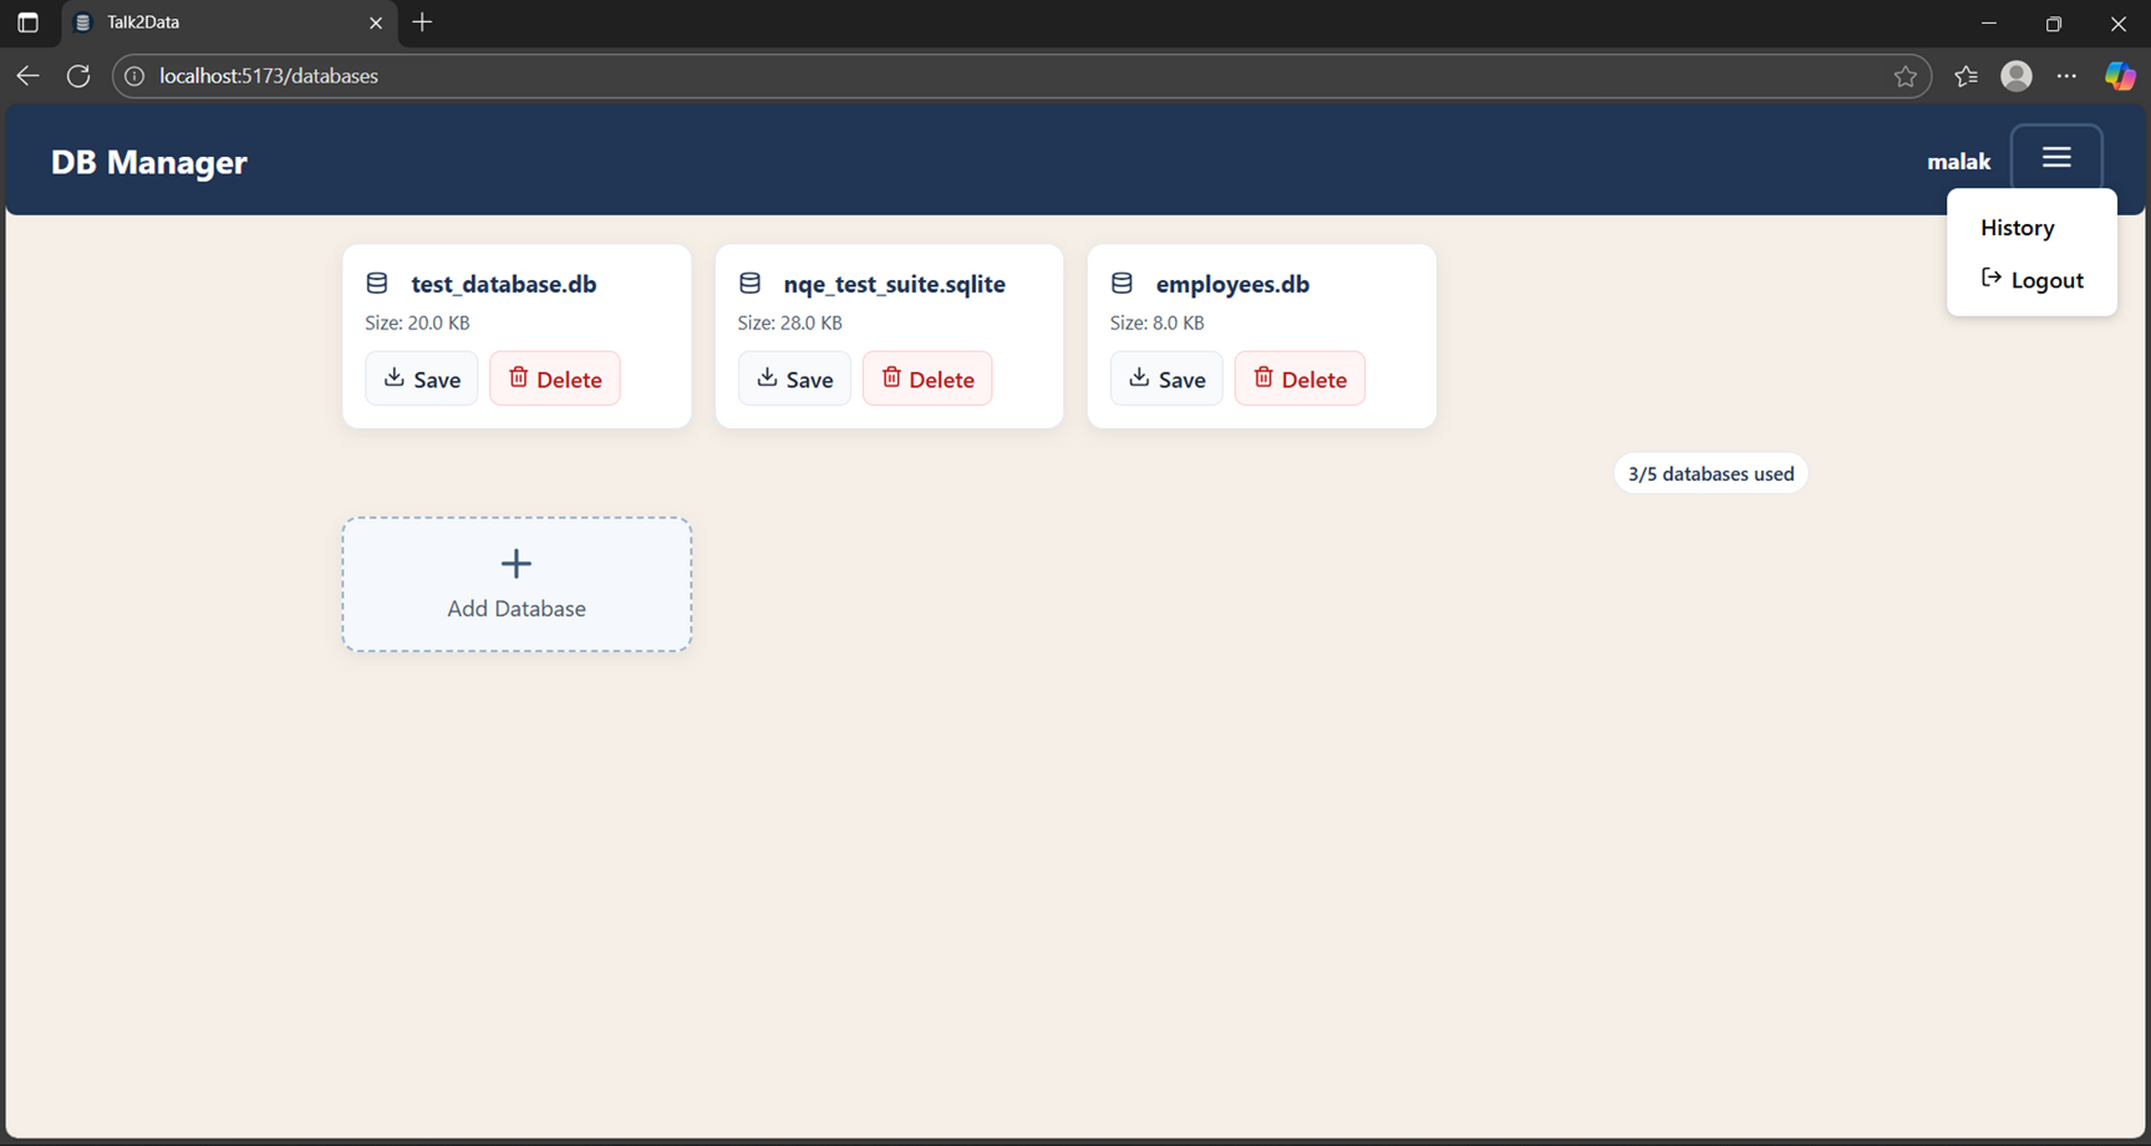 Talk2Data
localhost:5173/databases
DB Manager
malak
History
Logout
test_database.db
Size: 20.0 KB
Save Delete
nqe_test_suite.sqlite
Size: 28.0 KB
Save Delete
employees.db
Size: 8.0 KB
Save Delete
3/5 databases used
Add Database